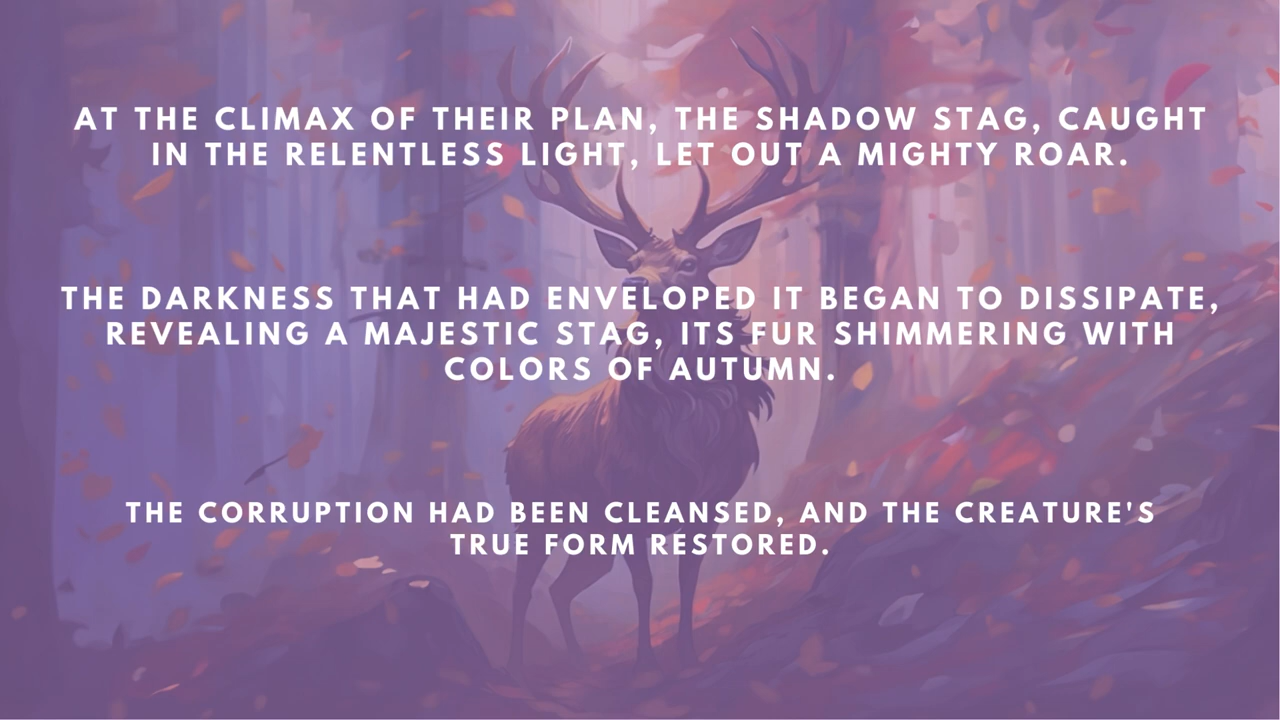 AT THE CLIMAX OF THEIR PLAN, THE SHADOW STAG, CAUGHT
IN THE RELENTLESS LIGHT, LET OUT A MIGHTY ROAR.
THE DARKNESS THAT HAD ENVELOPED IT BEGAN TO DISSIPATE,
REVEALING A MAJESTIC STAG, ITS FUR SHIMMERING WITH
COLORS OF AUTUMN.
THE CORRUPTION HAD BEEN CLEANSED, AND THE CREATURE'S
TRUE FORM RESTORED.